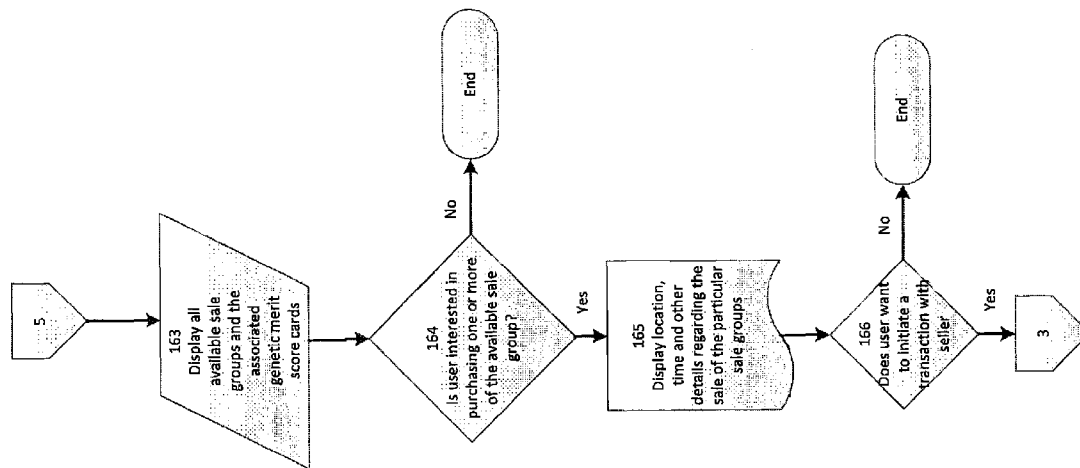 5
163
Display all
available sale
groups and the
associated
genetic merit
score cards
164
Is user interested in
purchasing one or more
of the available sale
group?
No
End
Yes
165
Display location,
time and other
details regarding the
sale of the particular
sale groups
166
Does user want
to initiate a
transaction with
seller
No
End
Yes
3